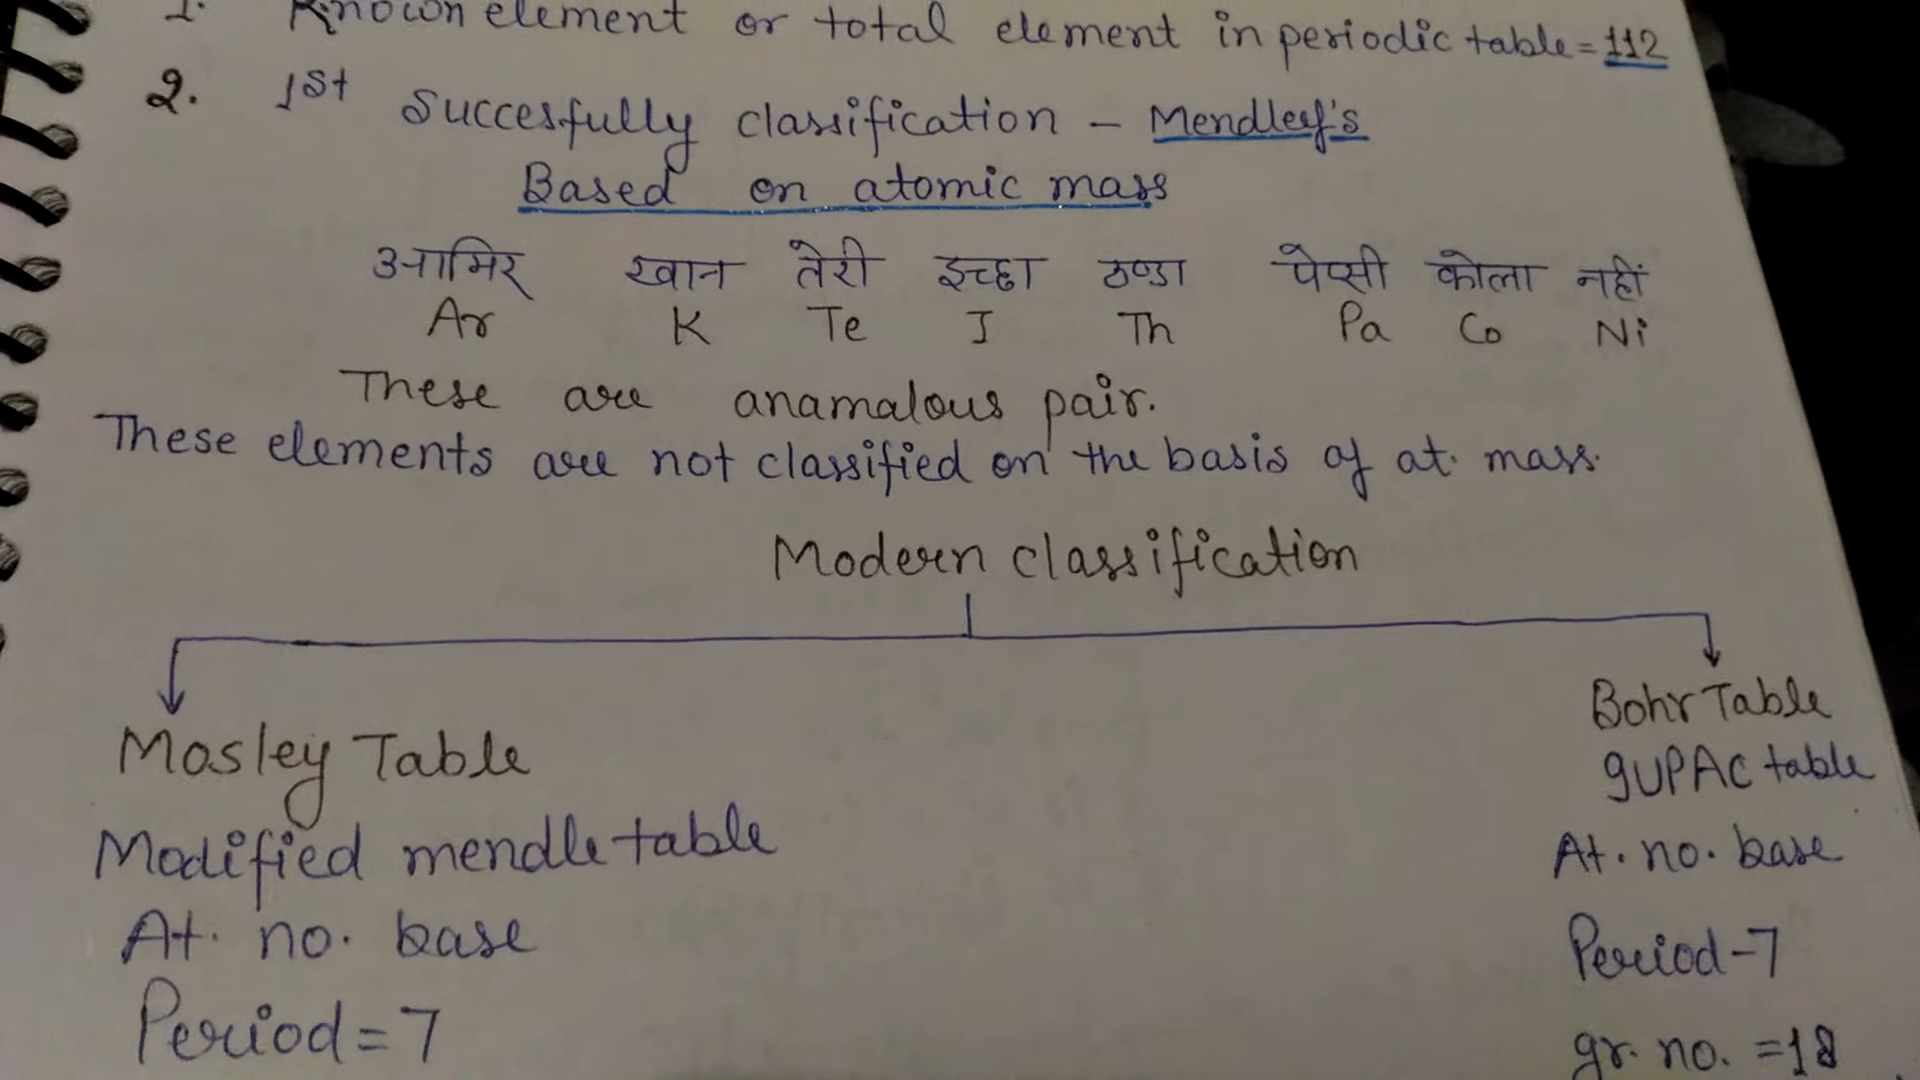 1. Known element or total element in periodic table = 112
2. 1st Succesfully classification - Mendleef's
Based on atomic mass
आमिर खान तेरी इच्छा ठण्डा पेप्सी कोला नहीं
Ar K Te I Th Pa Co Ni
These are anamalous pair.
These elements are not classified on the basis of at. mass.
Modern classification
Mosley Table
Modified mendle table
At. no. base
Period = 7
Bohr Table
IUPAC table
At. no. base
Period - 7
gr. no. = 18